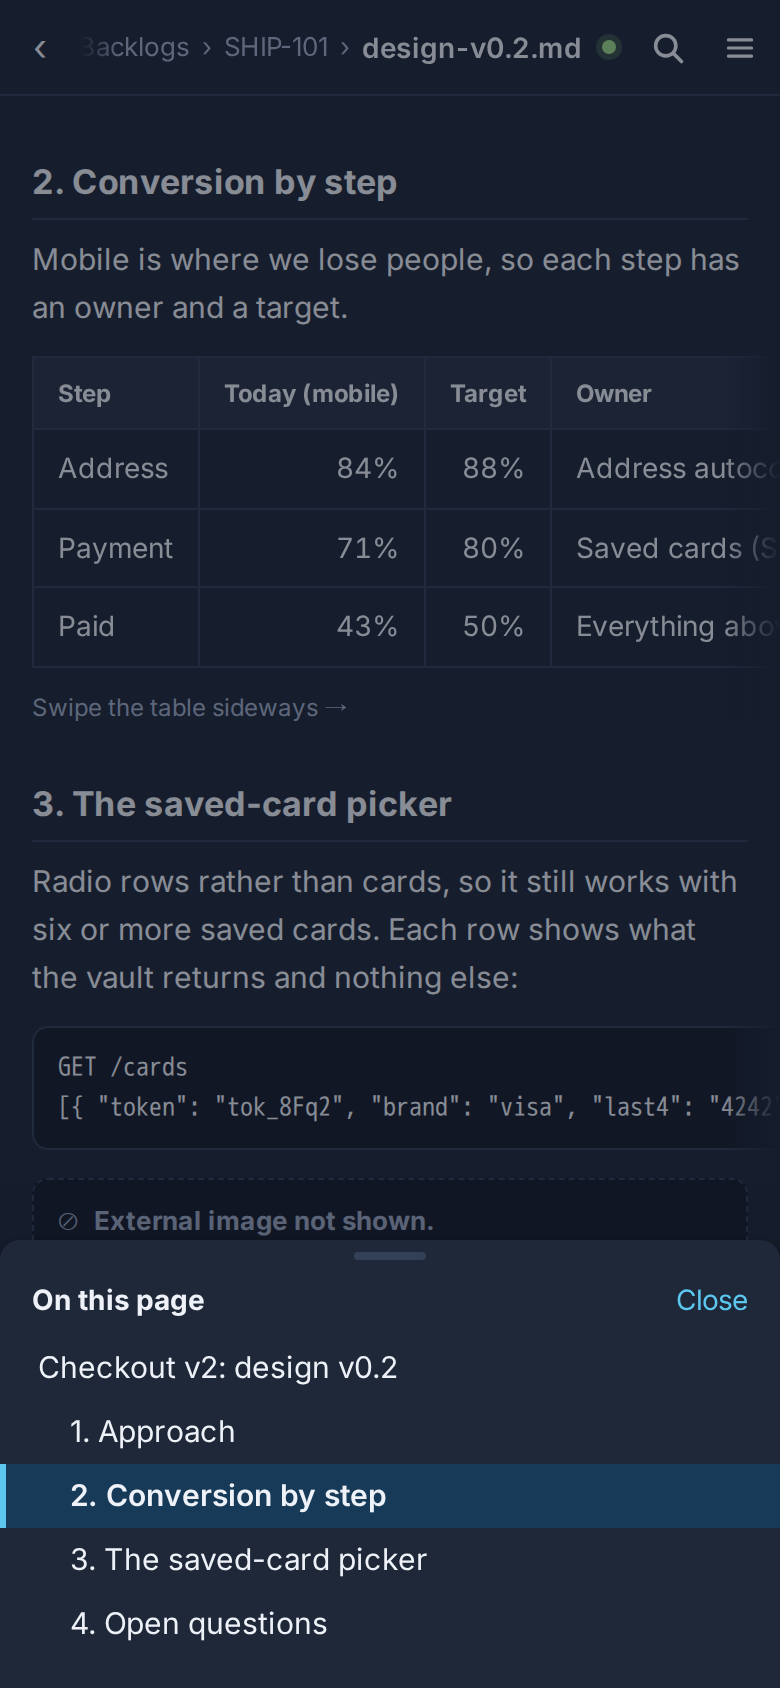 Backlogs › SHIP-101 › design-v0.2.md
2. Conversion by step
Mobile is where we lose people, so each step has
an owner and a target.
Step Today (mobile) Target Owner
Address 84% 88% Address
Payment 71% 80% Saved cards
Paid 43% 50% Everything
Swipe the table sideways →
3. The saved-card picker
Radio rows rather than cards, so it still works with
six or more saved cards. Each row shows what
the vault returns and nothing else:
GET /cards
[{ "token": "tok_8Fq2", "brand": "visa", "last4": "4242
External image not shown.
On this page
Close
Checkout v2: design v0.2
1. Approach
2. Conversion by step
3. The saved-card picker
4. Open questions